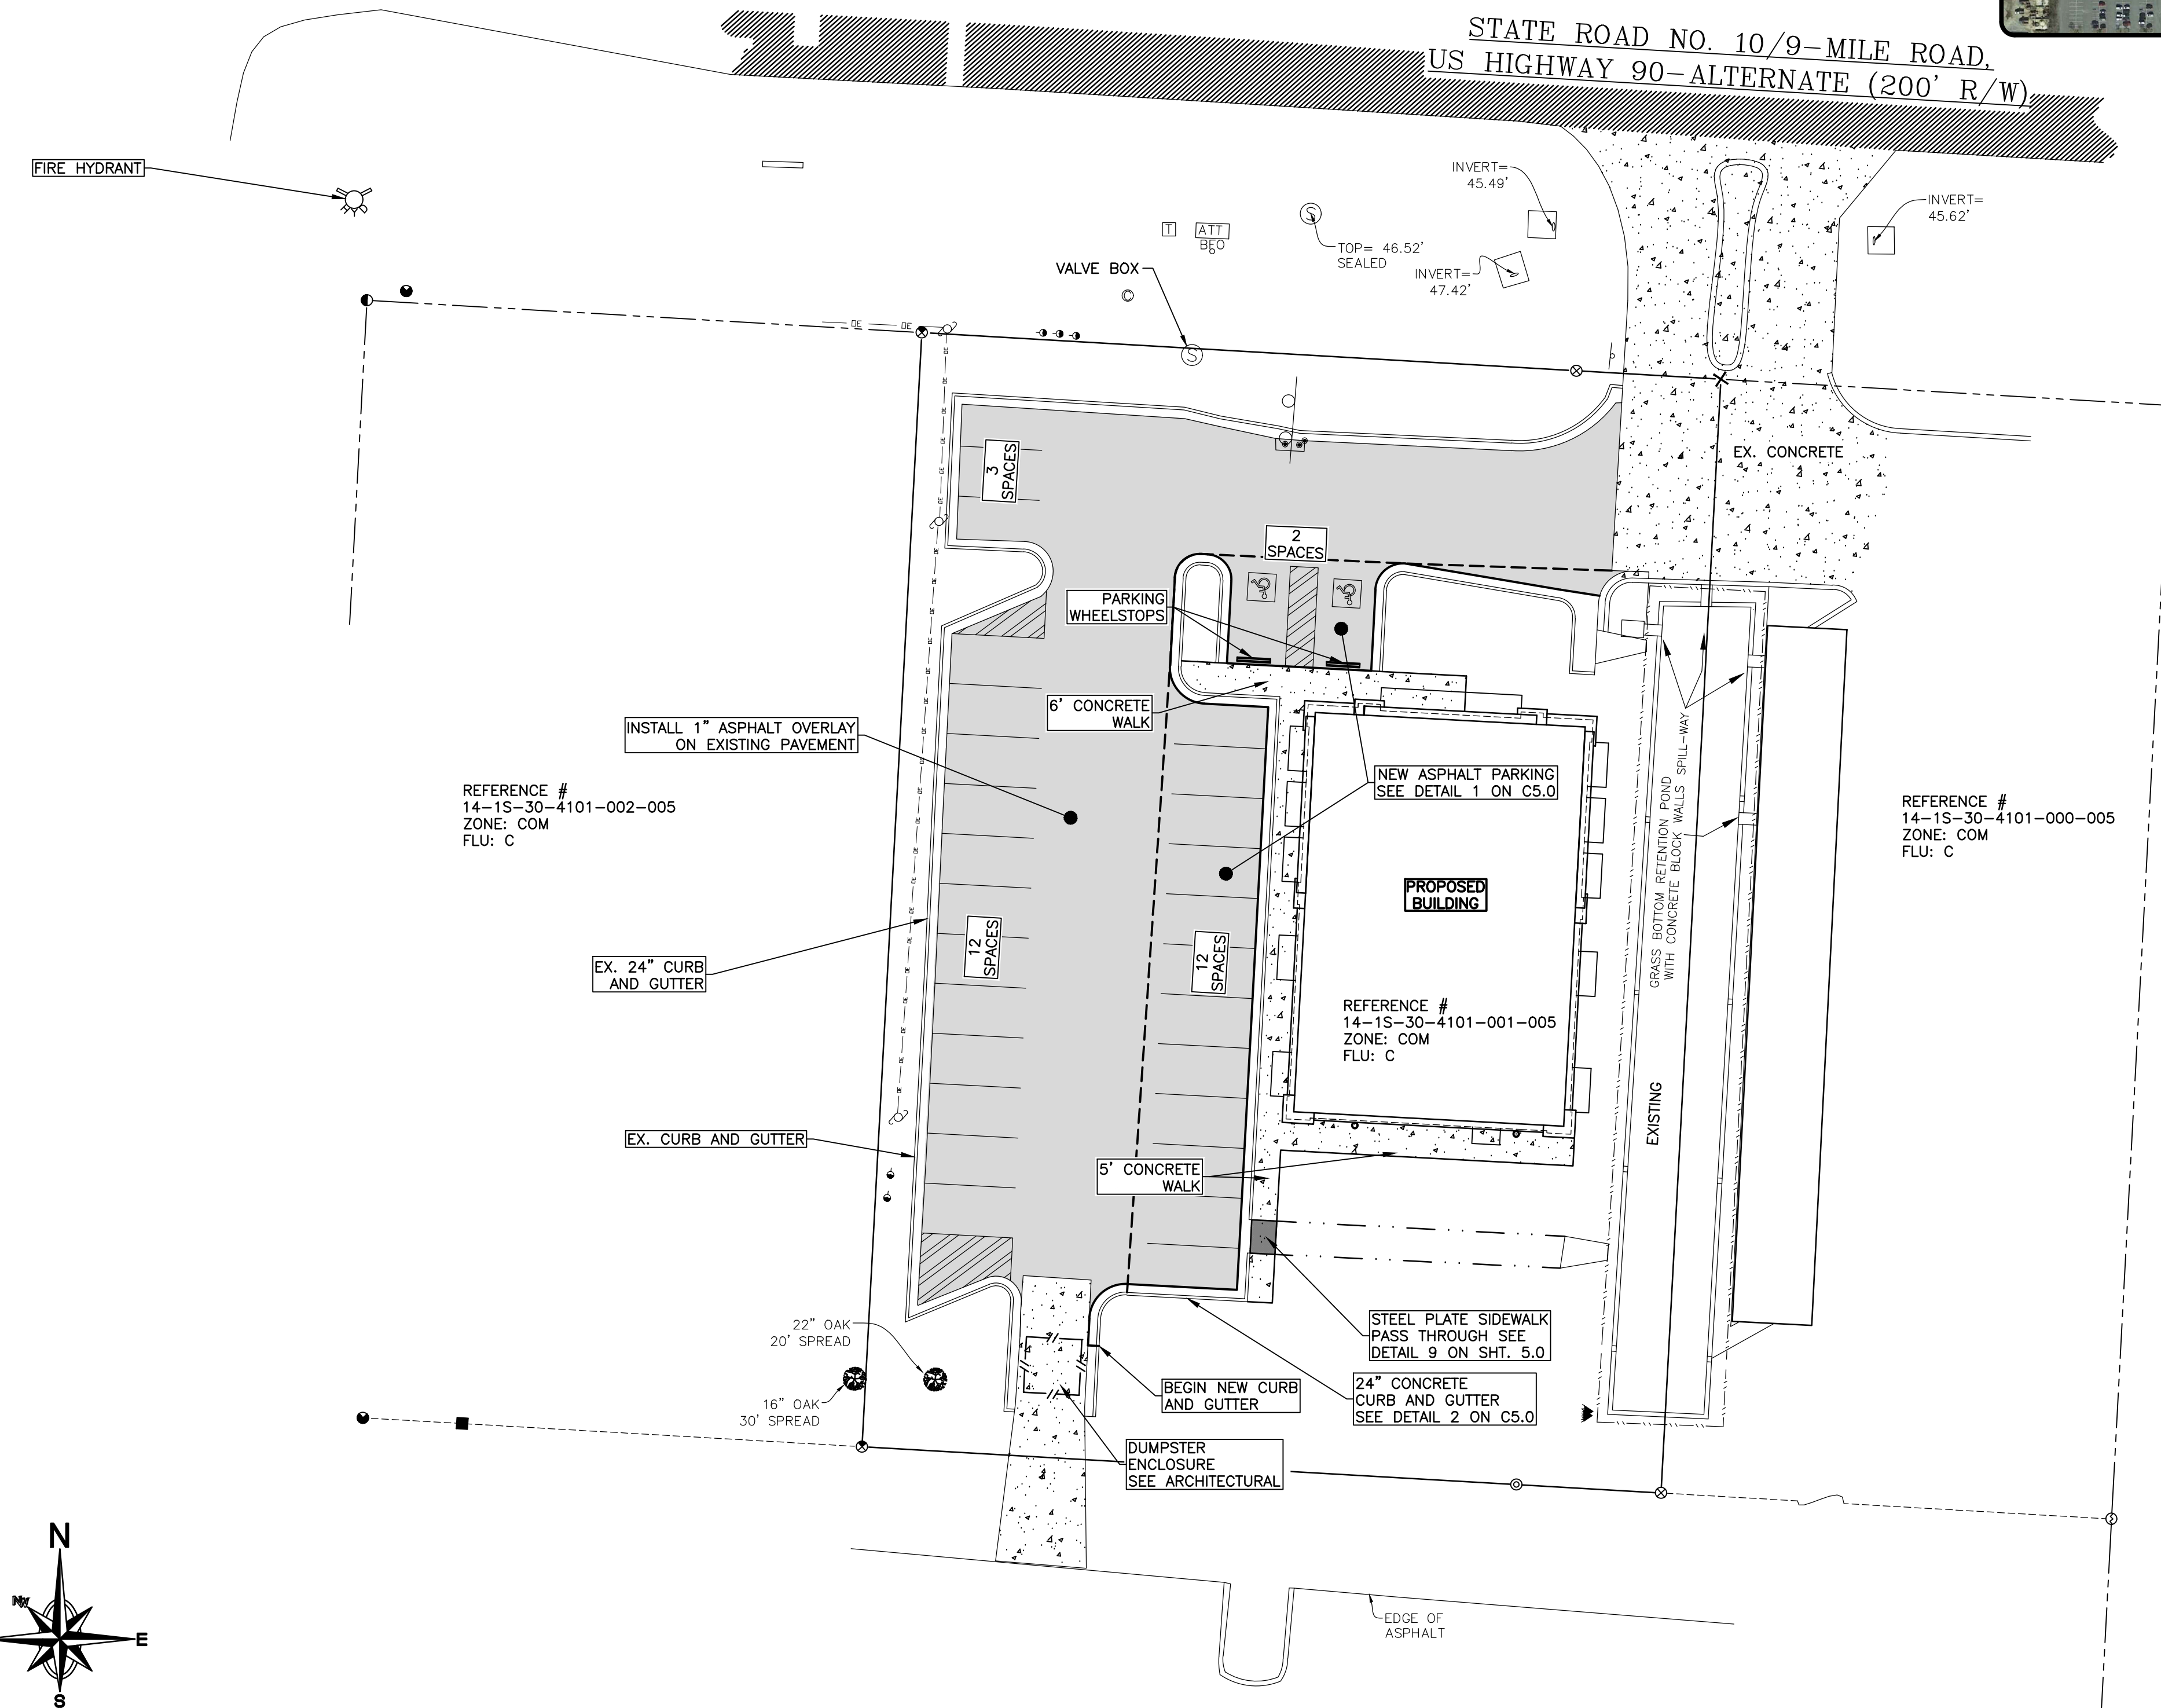 STATE ROAD NO. 10/9-MILE ROAD,
US HIGHWAY 90-ALTERNATE (200' R/W)
FIRE HYDRANT
INVERT=
45.49'
INVERT=
45.62'
T
ATT
BFO
S
TOP= 46.52'
SEALED
INVERT=
47.42'
VALVE BOX
C
S
OE
OE
EX. CONCRETE
3
SPACES
2
SPACES
PARKING
WHEELSTOPS
6' CONCRETE
WALK
INSTALL 1" ASPHALT OVERLAY
ON EXISTING PAVEMENT
NEW ASPHALT PARKING
SEE DETAIL 1 ON C5.0
REFERENCE #
14-1S-30-4101-002-005
ZONE: COM
FLU: C
REFERENCE #
14-1S-30-4101-000-005
ZONE: COM
FLU: C
GRASS BOTTOM RETENTION POND
WITH CONCRETE BLOCK WALLS SPILL-WAY
PROPOSED
BUILDING
12
SPACES
12
SPACES
EX. 24" CURB
AND GUTTER
REFERENCE #
14-1S-30-4101-001-005
ZONE: COM
FLU: C
EXISTING
EX. CURB AND GUTTER
5' CONCRETE
WALK
22" OAK
20' SPREAD
16" OAK
30' SPREAD
STEEL PLATE SIDEWALK
PASS THROUGH SEE
DETAIL 9 ON SHT. 5.0
BEGIN NEW CURB
AND GUTTER
24" CONCRETE
CURB AND GUTTER
SEE DETAIL 2 ON C5.0
DUMPSTER
ENCLOSURE
SEE ARCHITECTURAL
EDGE OF
ASPHALT
N
NW
E
S